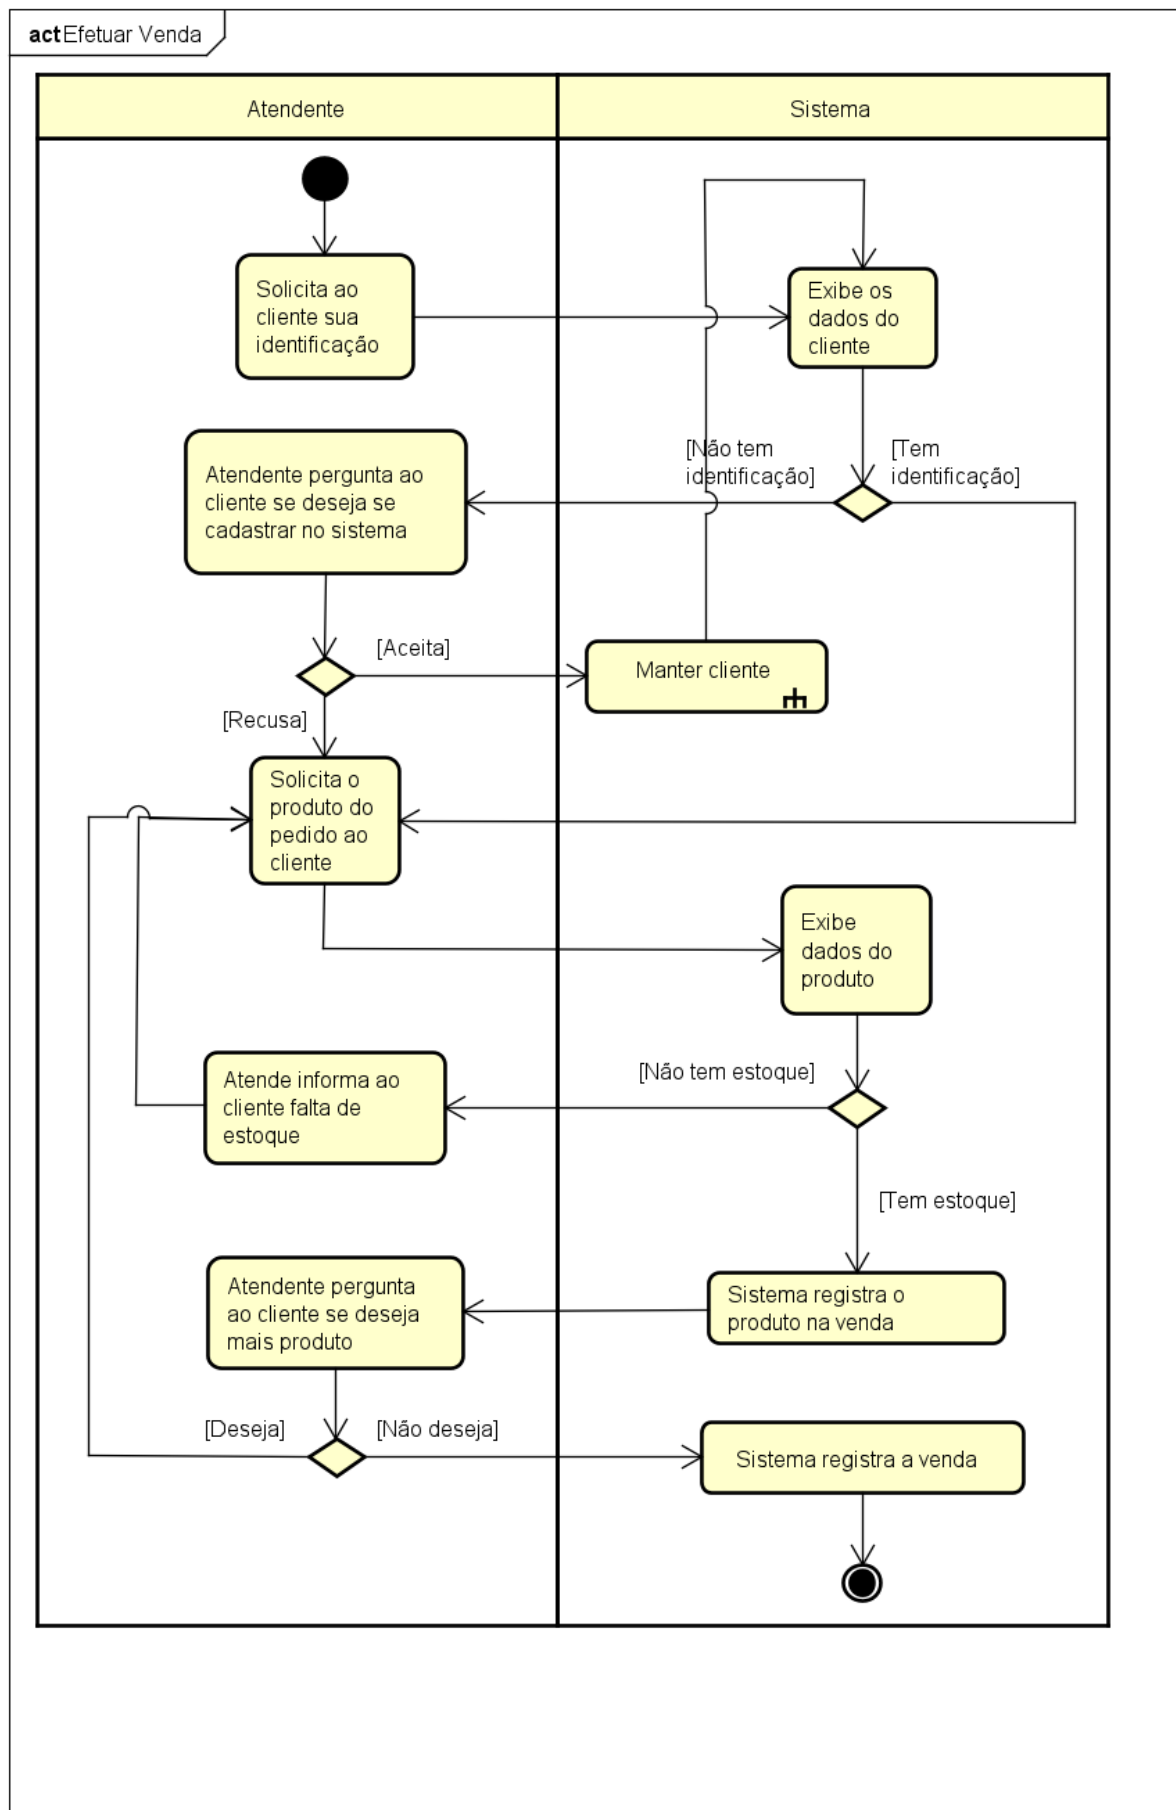 act Efetuar Venda
Atendente
Sistema
Solicita ao
cliente sua
identificação
Exibe os
dados do
cliente
[Não tem
identificação]
[Tem
identificação]
Atendente pergunta ao
cliente se deseja se
cadastrar no sistema
[Aceita]
Manter cliente
[Recusa]
Solicita o
produto do
pedido ao
cliente
Exibe
dados do
produto
[Não tem estoque]
Atende informa ao
cliente falta de
estoque
[Tem estoque]
Atendente pergunta
ao cliente se deseja
mais produto
Sistema registra o
produto na venda
[Deseja]
[Não deseja]
Sistema registra a venda